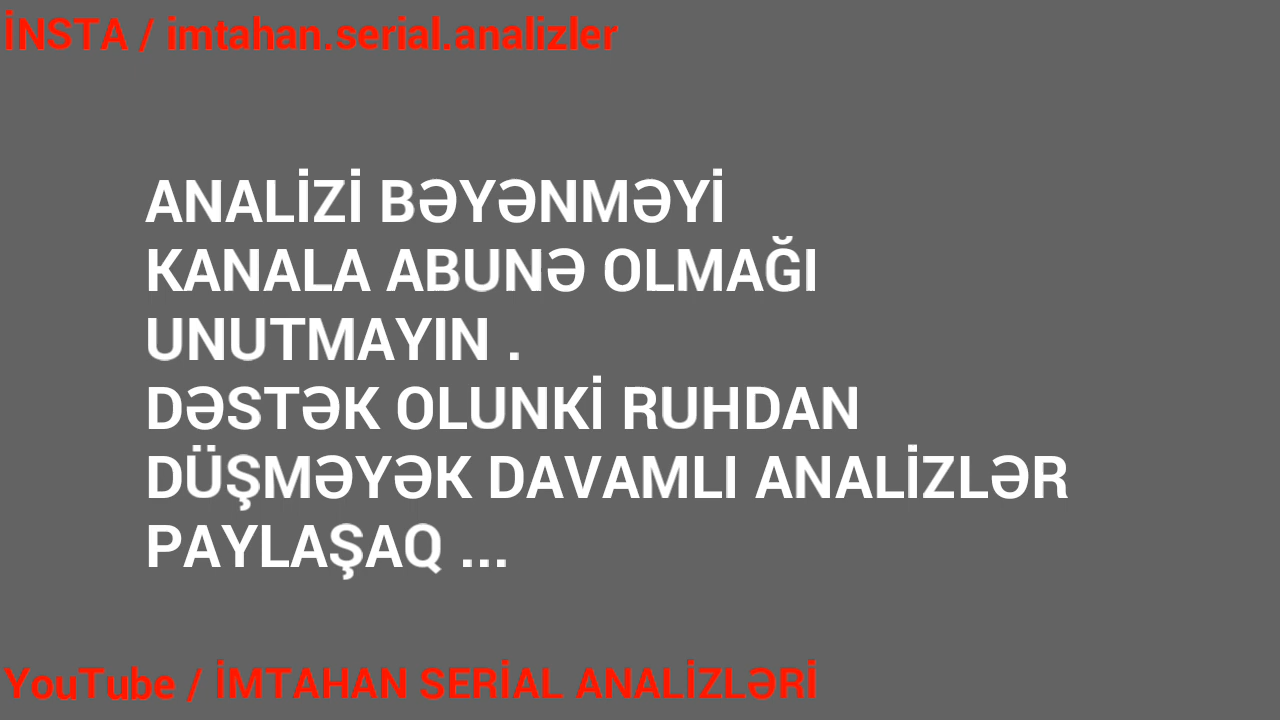 İNSTA / imtahan.serial.analizler
ANALİZİ BƏYƏNMƏYİ
KANALA ABUNƏ OLMAĞI
UNUTMAYIN .
DƏSTƏK OLUNKİ RUHDAN
DÜŞMƏYƏK DAVAMLI ANALİZLƏR
PAYLAŞAQ ...
YouTube / İMTAHAN SERİAL ANALİZLƏRİ